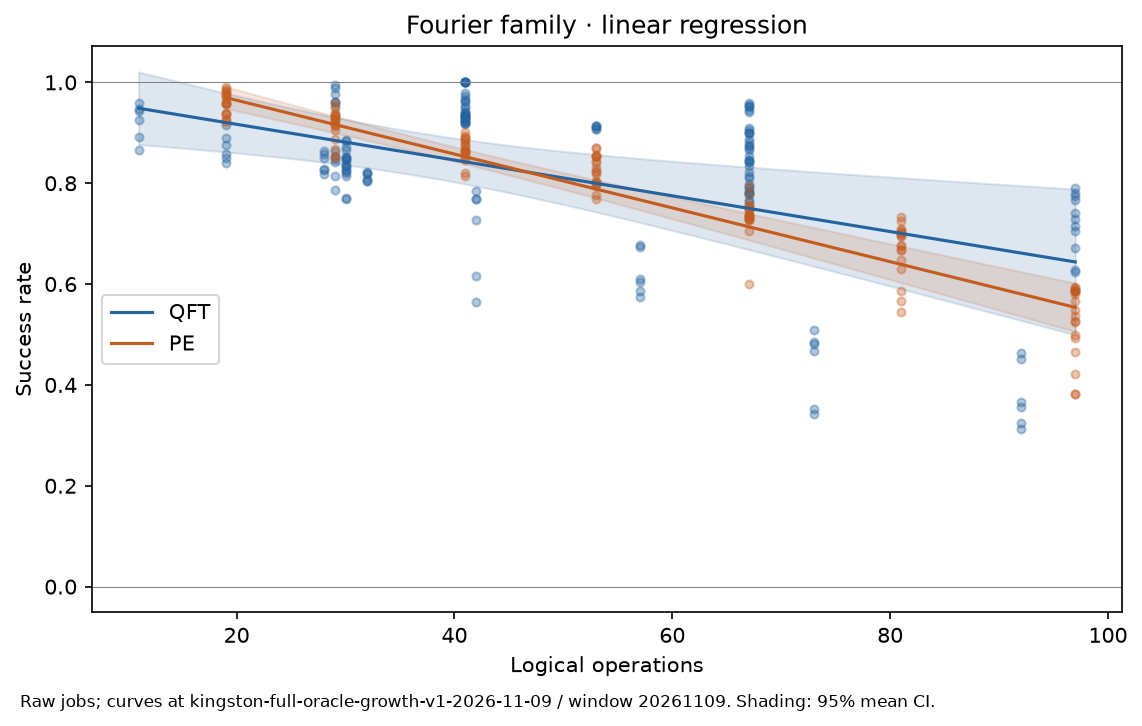 Fourier family · linear regression
Success rate
1.0
0.8
0.6
0.4
0.2
0.0
QFT
PE
20 40 60 80 100
Logical operations
Raw jobs; curves at kingston-full-oracle-growth-v1-2026-11-09 / window 20261109. Shading: 95% mean CI.